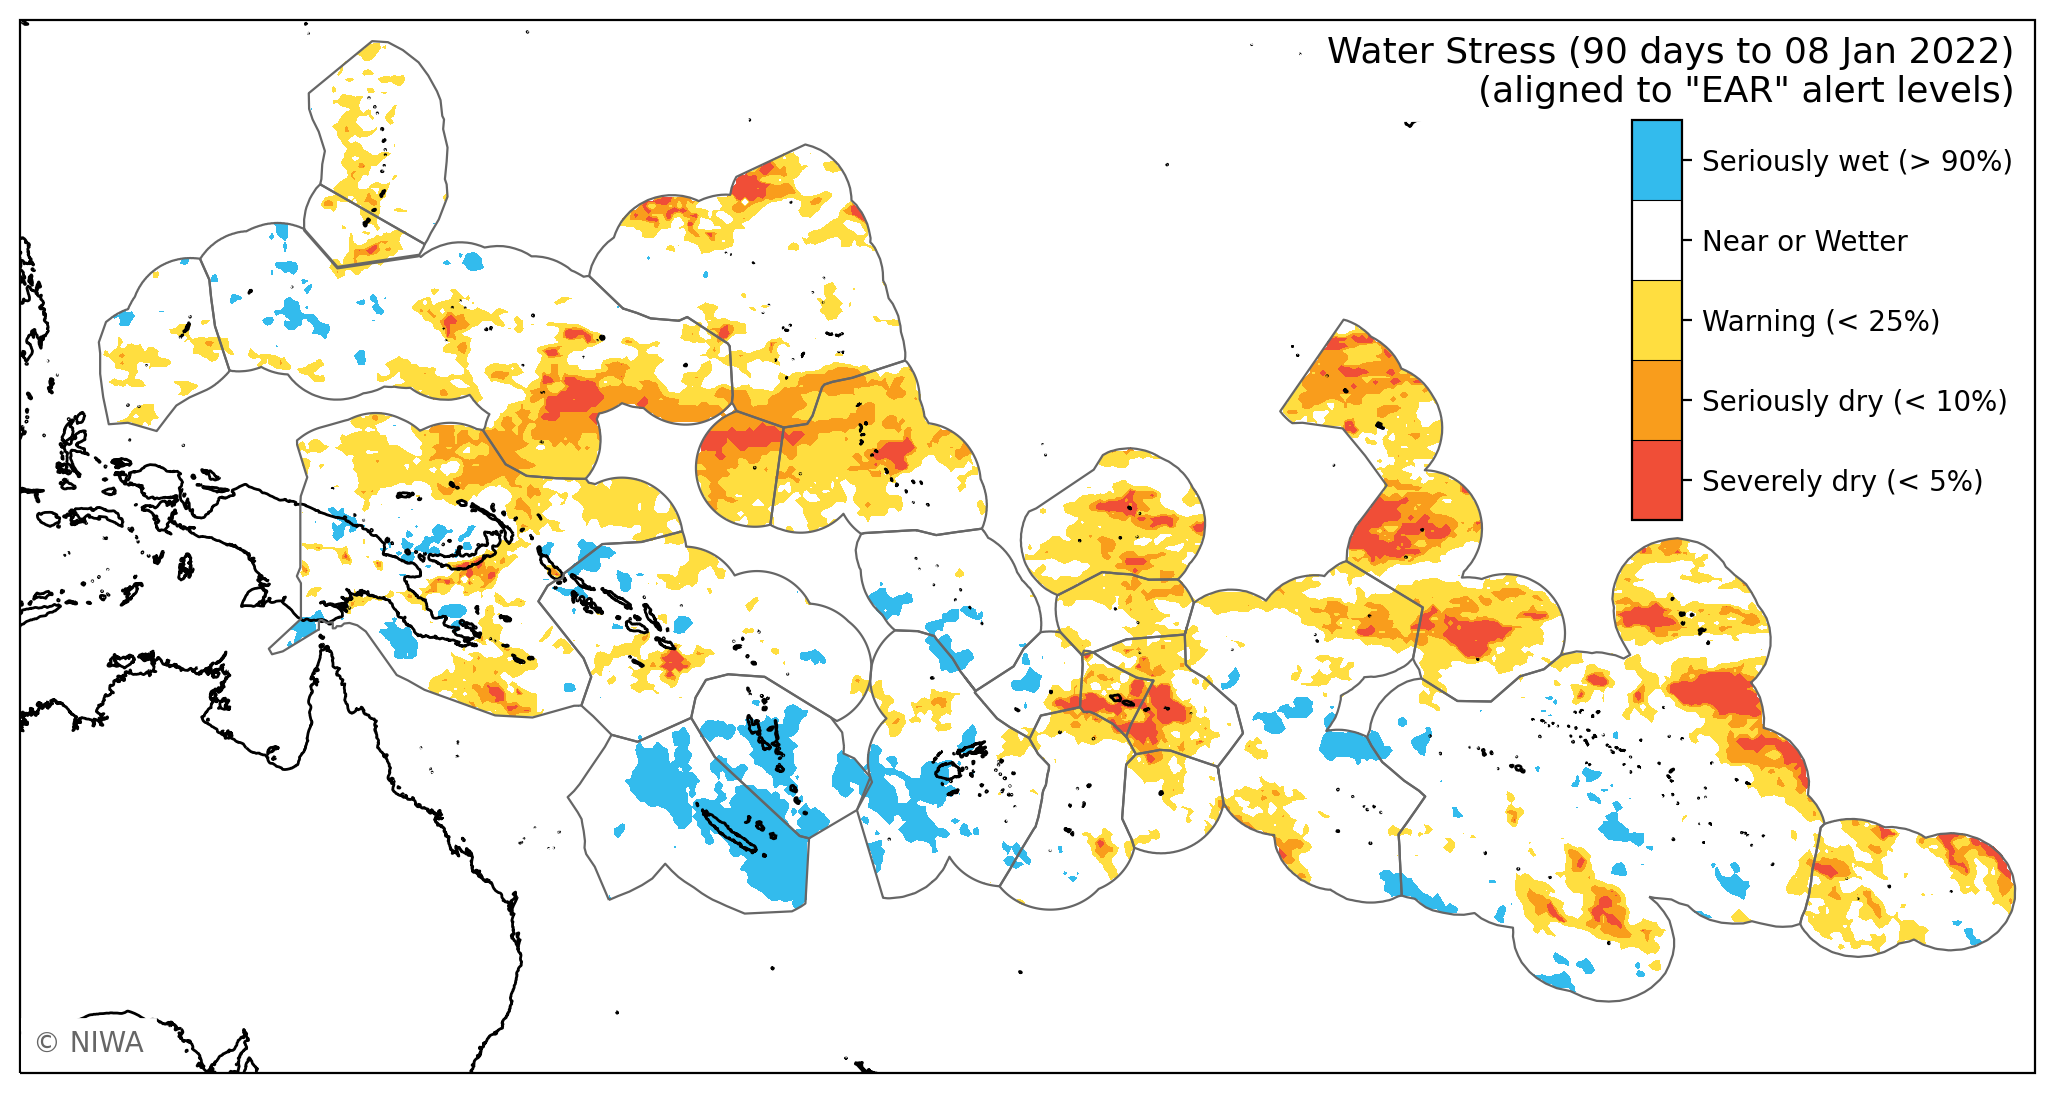 Water Stress (90 days to 08 Jan 2022)
(aligned to "EAR" alert levels)
Seriously wet (> 90%)
Near or Wetter
Warning (< 25%)
Seriously dry (< 10%)
Severely dry (< 5%)
© NIWA